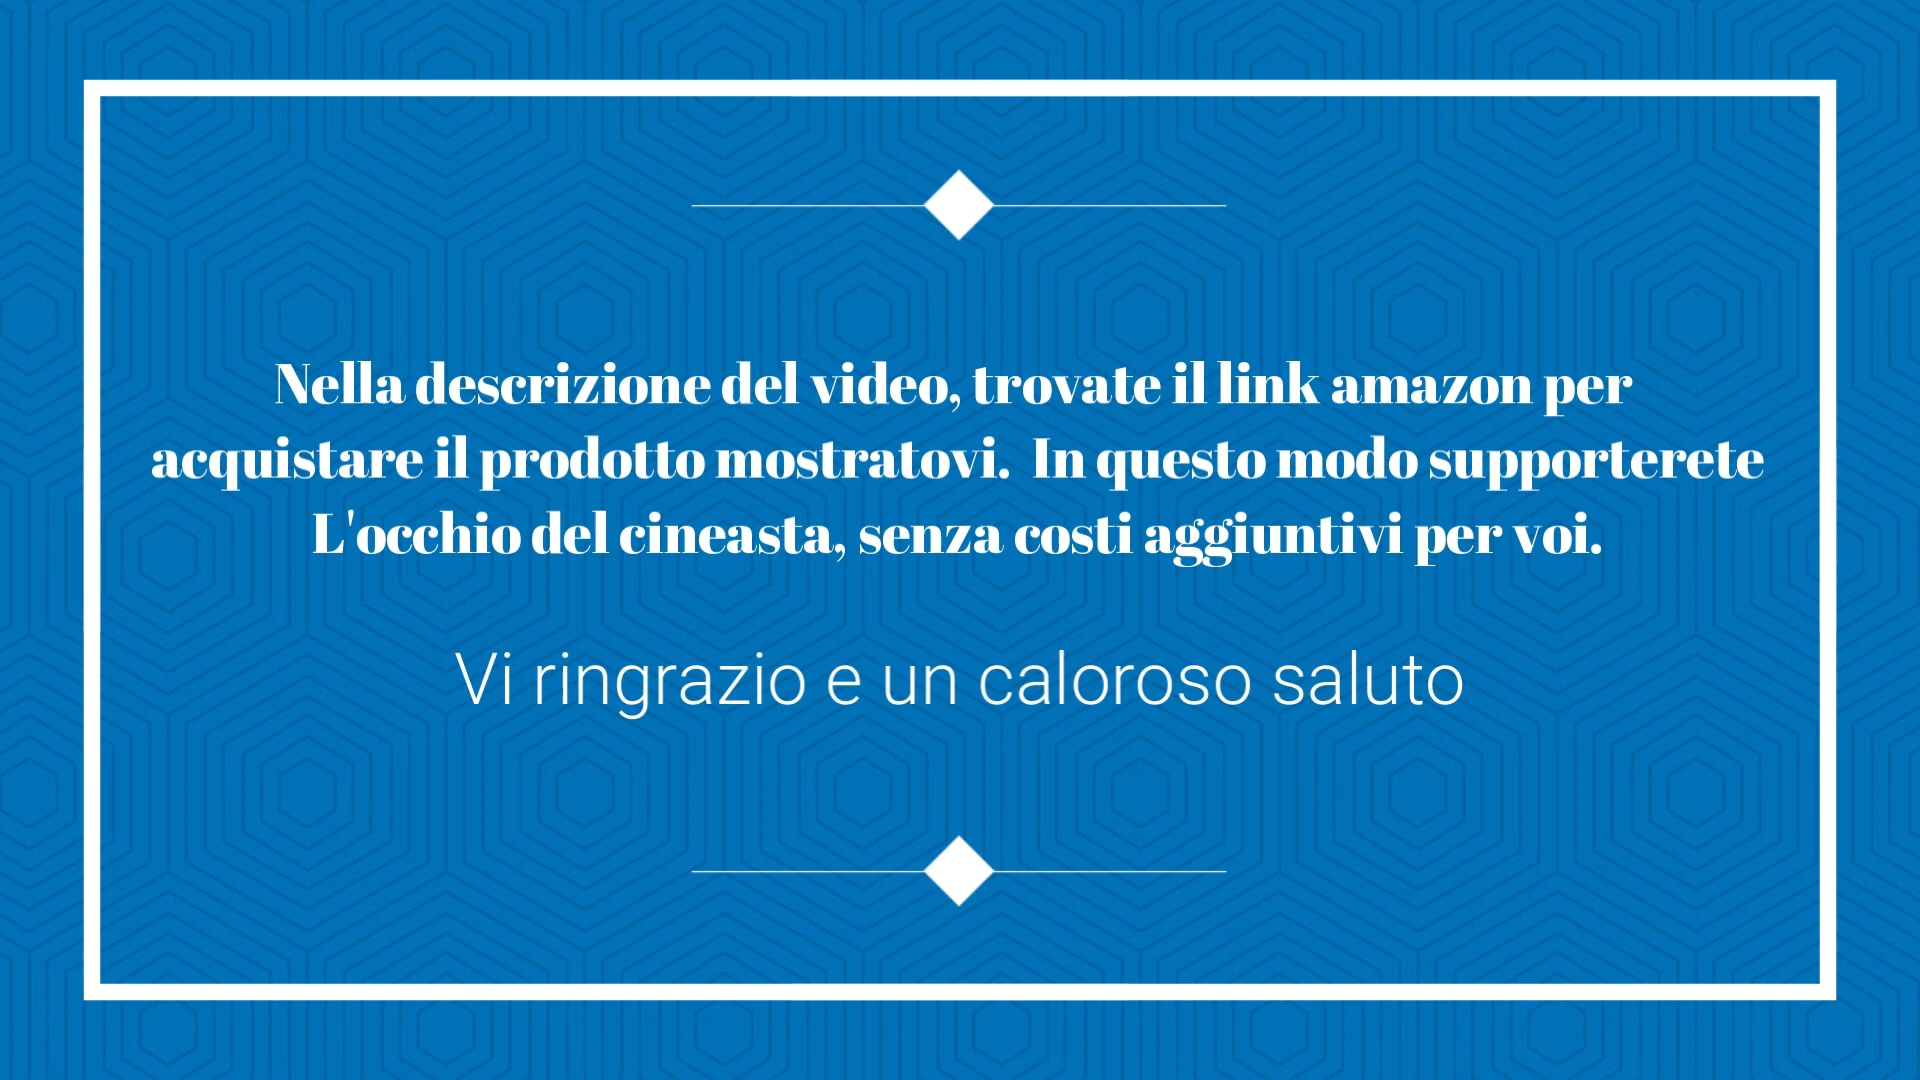 Nella descrizione del video, trovate il link amazon per
acquistare il prodotto mostratovi.  In questo modo supporterete
L'occhio del cineasta, senza costi aggiuntivi per voi.
Vi ringrazio e un caloroso saluto